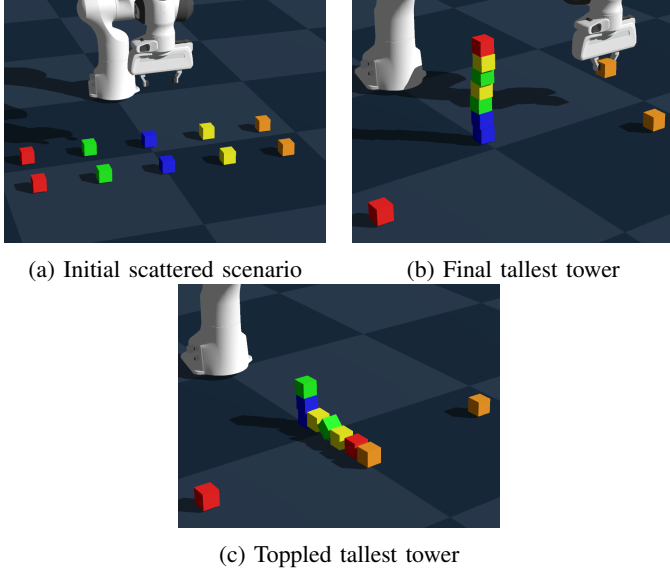 (a) Initial scattered scenario
(b) Final tallest tower
(c) Toppled tallest tower